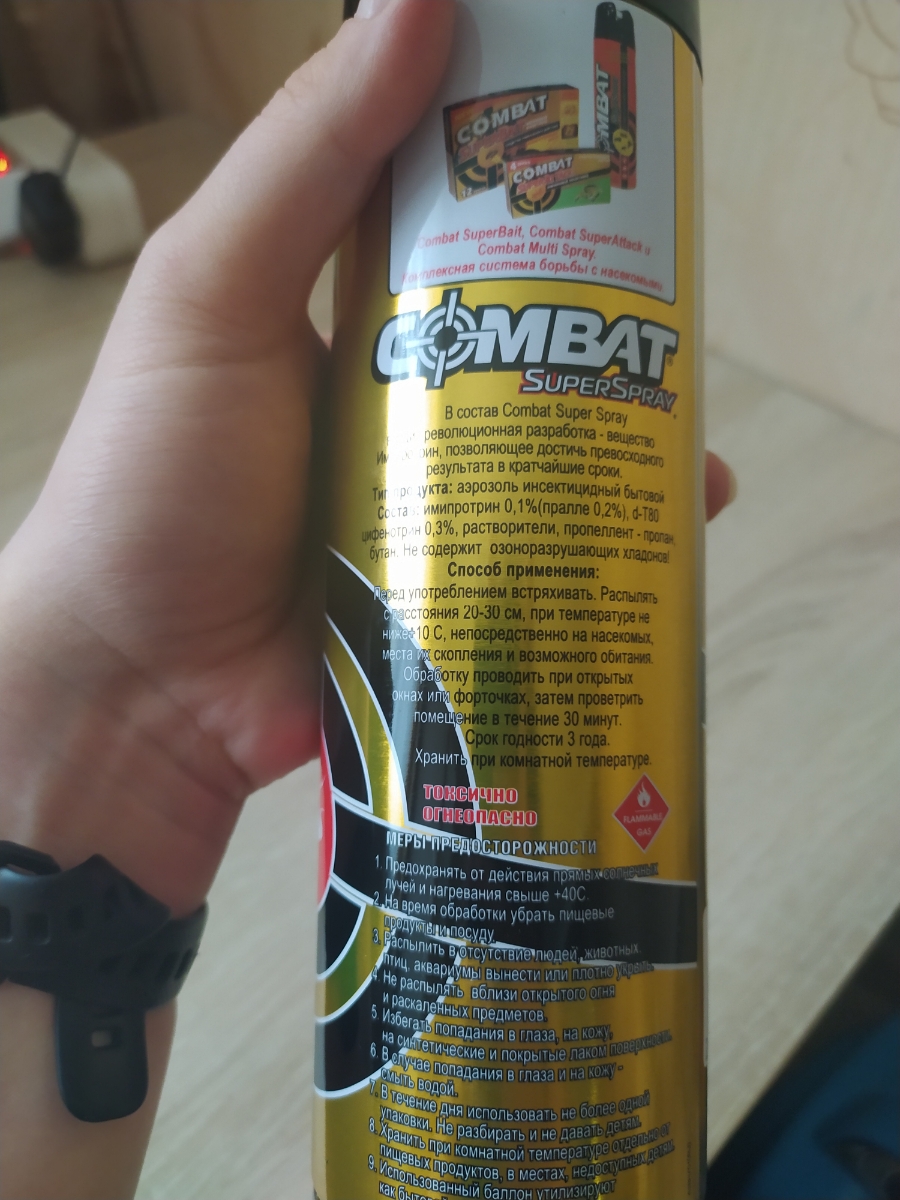 COMBAT
COMBAT
COMBAT
Combat SuperBait, Combat SuperAttack и
Combat Multi Spray.
Комплексная система борьбы с насекомыми.
COMBAT
SUPERSPRAY
В состав Combat Super Spray
революционная разработка - вещество
позволяющее достичь превосходного
результата в кратчайшие сроки.
Тип продукта: аэрозоль инсектицидный бытовой
Состав: имипротрин 0,1%(пралле 0,2%), d-T80
цифенотрин 0,3%, растворители, пропеллент - пропан,
бутан. Не содержит озоноразрушающих хладонов!
Способ применения:
Перед употреблением встряхивать. Распылять
с расстояния 20-30 см, при температуре не
ниже+10 С, непосредственно на насекомых,
места их скопления и возможного обитания.
Обработку проводить при открытых
окнах или форточках, затем проветрить
помещение в течение 30 минут.
Срок годности 3 года.
Хранить при комнатной температуре.
ТОКСИЧНО
ОГНЕОПАСНО
FLAMMABLE
GAS
МЕРЫ ПРЕДОСТОРОЖНОСТИ
1. Предохранять от действия прямых солнечных
лучей и нагревания свыше +40С.
2. На время обработки убрать пищевые
продукты и посуду.
3. Распылить в отсутствие людей, животных,
птиц, аквариумы вынести или плотно укрыть.
4. Не распылять вблизи открытого огня
и раскаленных предметов.
5. Избегать попадания в глаза, на кожу,
на синтетические и покрытые лаком поверхности.
6. В случае попадания в глаза и на кожу -
смыть водой.
7. В течение дня использовать не более одной
упаковки. Не разбирать и не давать детям.
8. Хранить при комнатной температуре отдельно от
пищевых продуктов, в местах, недоступных детям.
9. Использованный баллон утилизируют